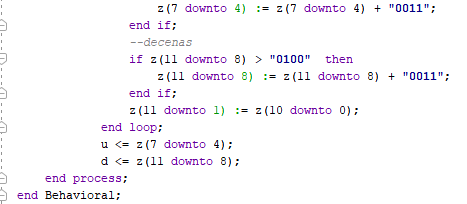 z(7 downto 4) := z(7 downto 4) + "0011";
end if;
--decenas
if z(11 downto 8) > "0100"  then
z(11 downto 8) := z(11 downto 8) + "0011";
end if;
z(11 downto 1) := z(10 downto 0);
end loop;
u <= z(7 downto 4);
d <= z(11 downto 8);
end process;
end Behavioral;